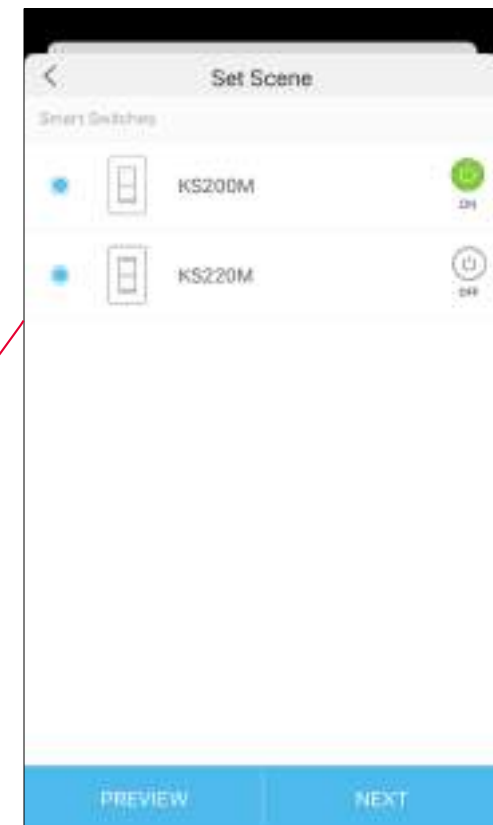 Set Scene
Smart Switches
KS200M
ON
KS220M
OFF
PREVIEW NEXT